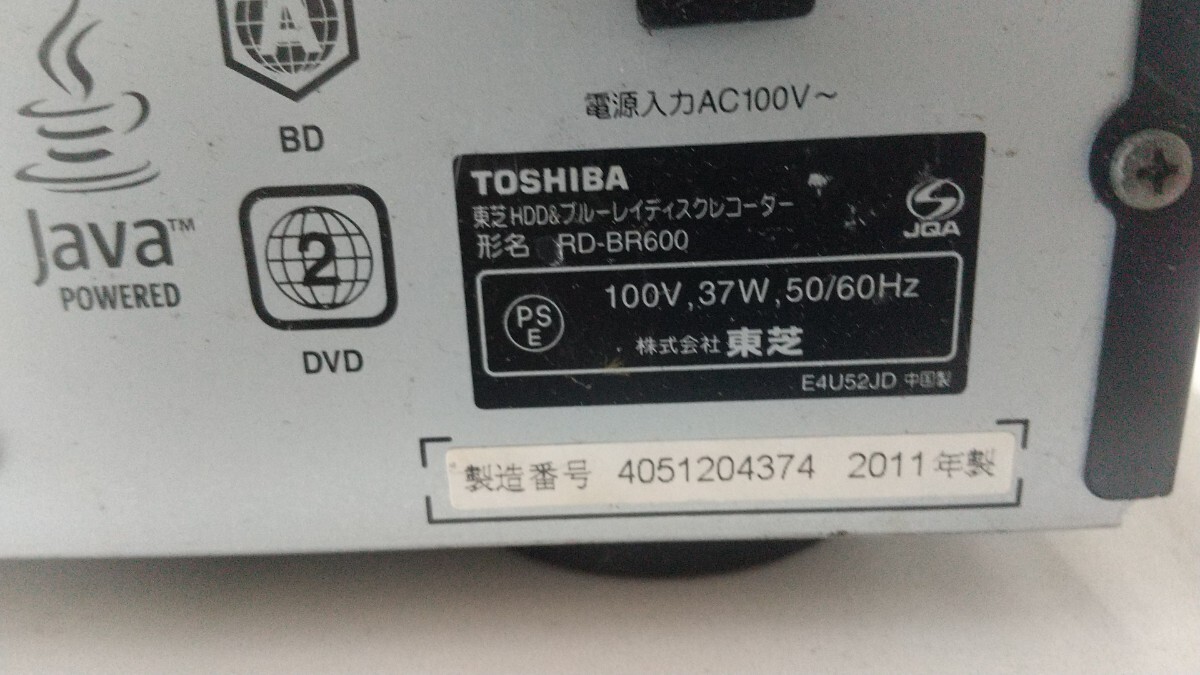 A
BD
Java™
POWERED
2
DVD
電源入力AC100V～
TOSHIBA
東芝HDD&ブルーレイディスクレコーダー
形名 RD-BR600
JQA
PS
E
100V,37W,50/60Hz
株式会社 東芝
E4U52JD 中国製
製造番号 4051204374 2011年製